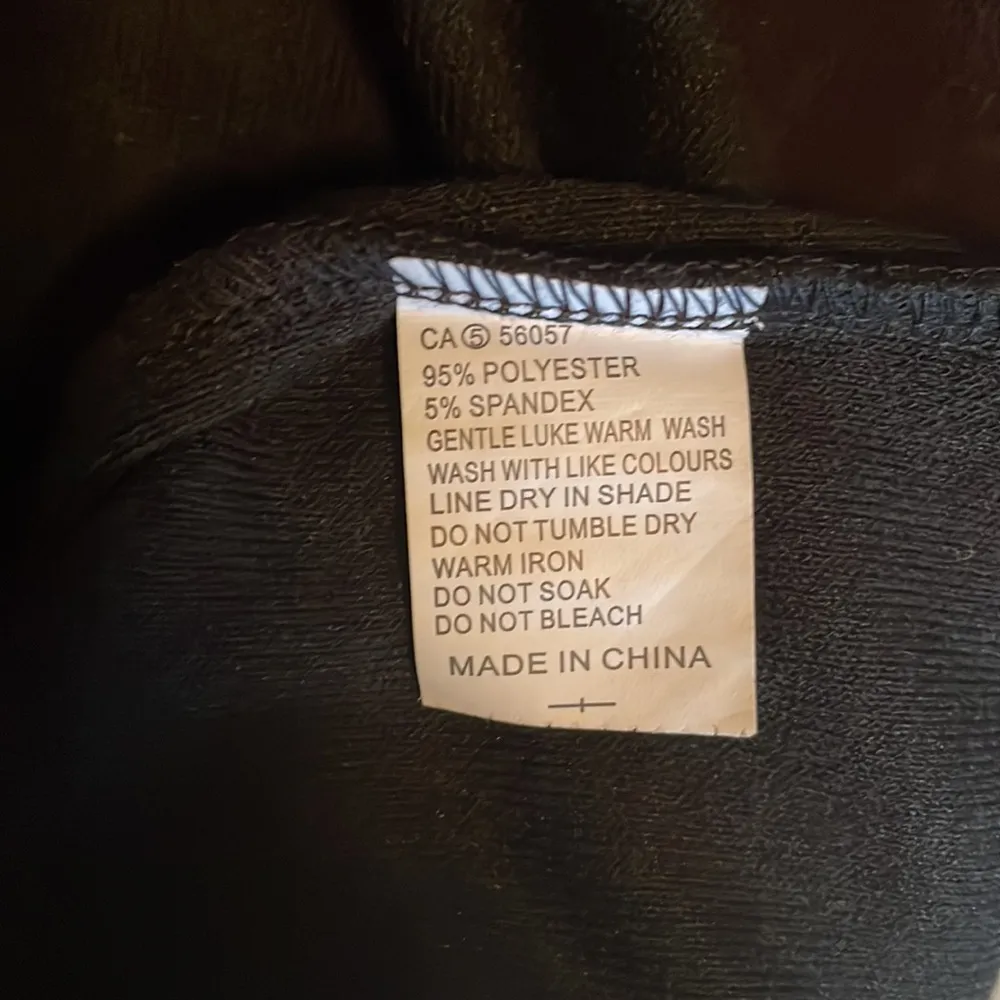 CA⑤ 56057
95% POLYESTER
5% SPANDEX
GENTLE LUKE WARM WASH
WASH WITH LIKE COLOURS
LINE DRY IN SHADE
DO NOT TUMBLE DRY
WARM IRON
DO NOT SOAK
DO NOT BLEACH
MADE IN CHINA